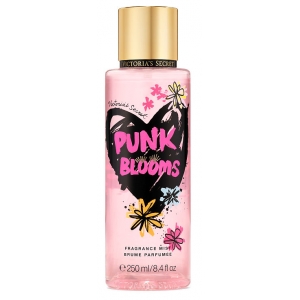 VICTORIA'S SECRET
Victoria's Secret
PUNK
BLOOMS
FRAGRANCE MIST
BRUME PARFUMÉE
℮ 250 ml/8.4 fl oz